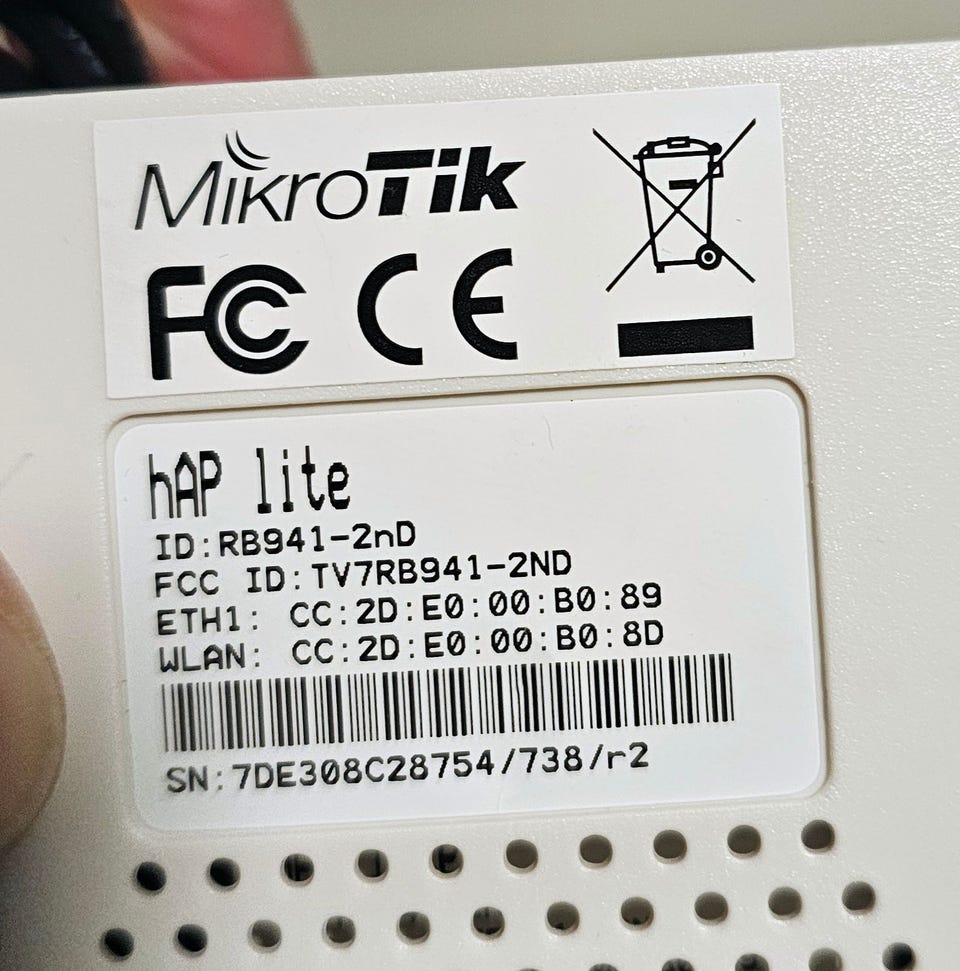 MikroTik
FC CE
hAP lite
ID:RB941-2nD
FCC ID:TV7RB941-2ND
ETH1: CC:2D:E0:00:B0:89
WLAN: CC:2D:E0:00:B0:8D
SN:7DE308C28754/738/r2